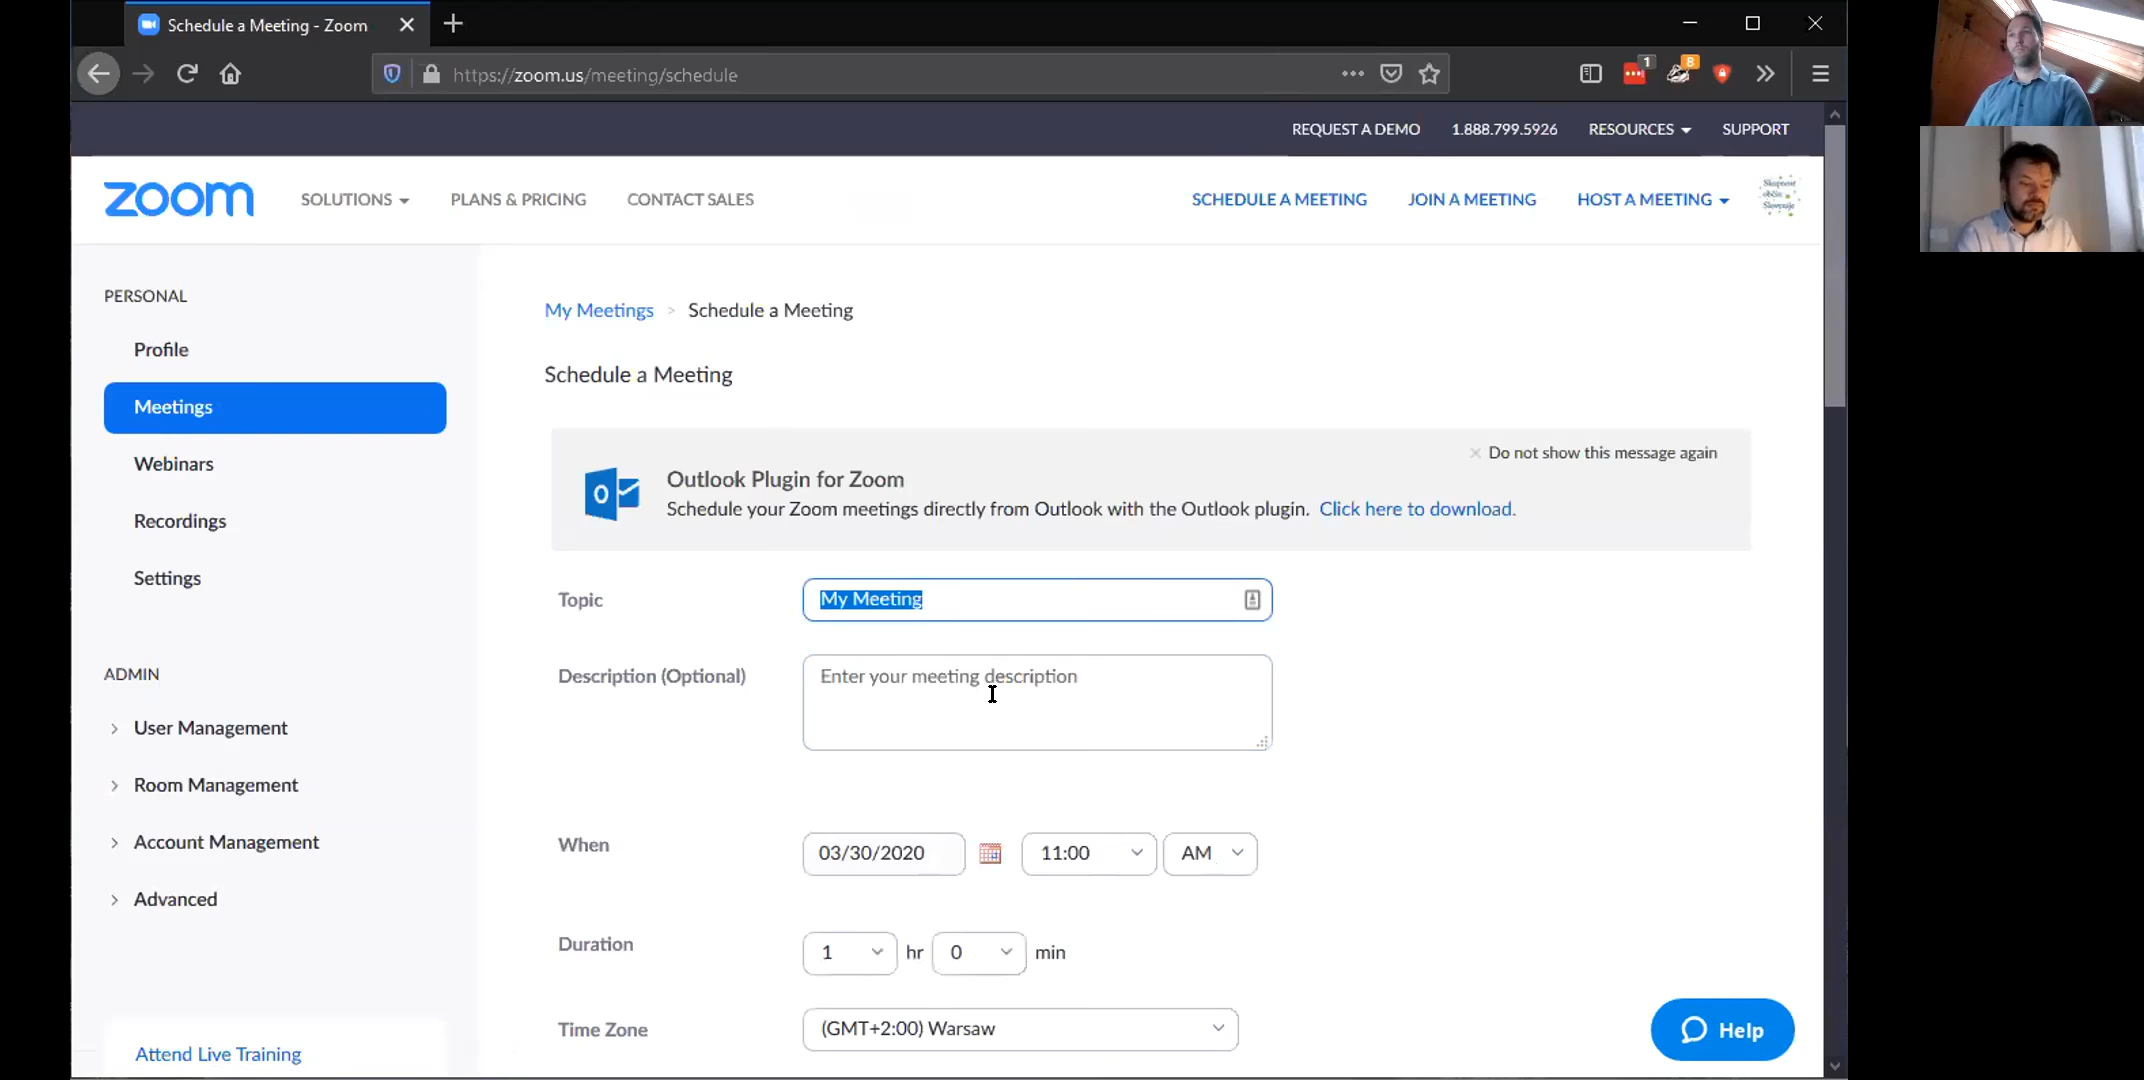 Schedule a Meeting - Zoom
https://zoom.us/meeting/schedule
1
8
REQUEST A DEMO 1.888.799.5926 RESOURCES SUPPORT
zoom SOLUTIONS PLANS & PRICING CONTACT SALES SCHEDULE A MEETING JOIN A MEETING HOST A MEETING
Skupnost
občin
Slovenije
PERSONAL
Profile
Meetings
Webinars
Recordings
Settings
ADMIN
User Management
Room Management
Account Management
Advanced
Attend Live Training
My Meetings > Schedule a Meeting
Schedule a Meeting
Do not show this message again
Outlook Plugin for Zoom
Schedule your Zoom meetings directly from Outlook with the Outlook plugin. Click here to download.
Topic My Meeting
Description (Optional) Enter your meeting description
When 03/30/2020 11:00 AM
Duration 1 hr 0 min
Time Zone (GMT+2:00) Warsaw
Help